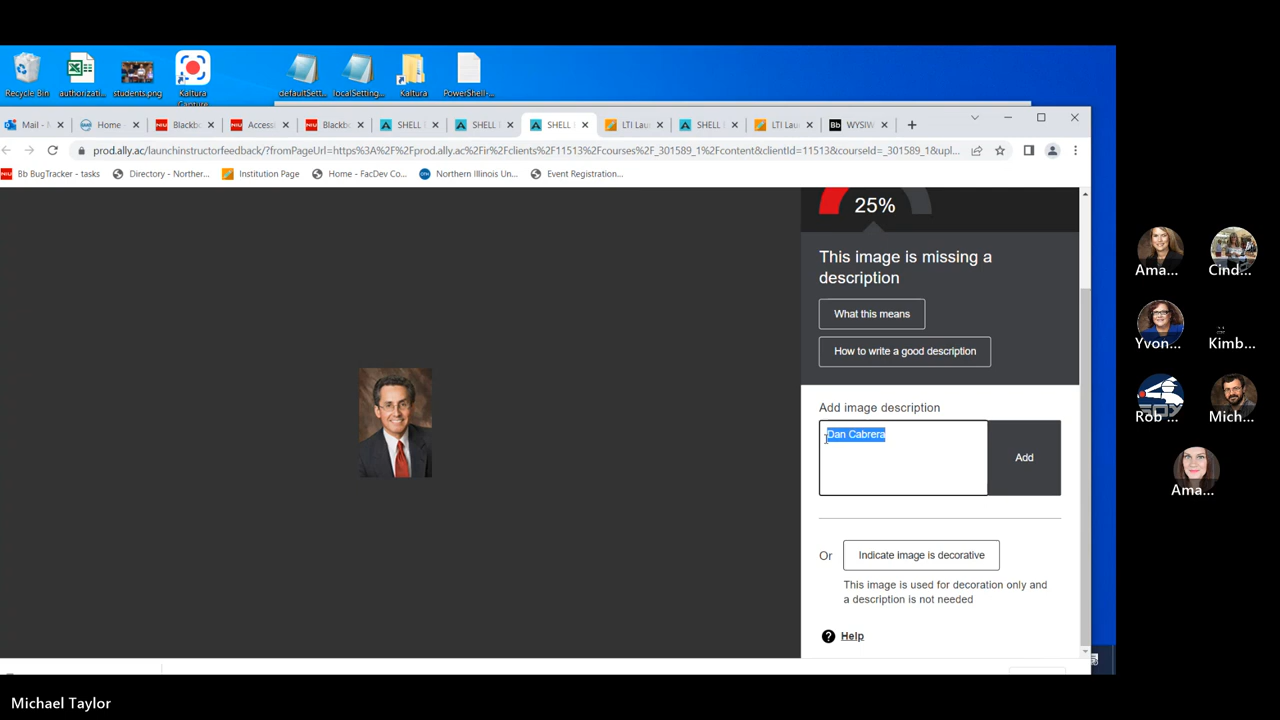 Recycle Bin
authorizati...
students.png
Kaltura
Capture
defaultSett...
localSetting...
Kaltura
PowerShell-...
Mail - M
Home
Blackb
Access
Blackbo
SHELL
SHELL
SHELL
LTI Lau
SHELL
LTI Lau
WYSIW
prod.ally.ac/launchinstructorfeedback/?fromPageUrl=https%3A%2F%2Fprod.ally.ac%2Fir%2Fclients%2F11513%2Fcourses%2F_301589_1%2Fcontent&clientId=11513&courseId=_301589_1&upl...
Bb BugTracker - tasks
Directory - Norther...
Institution Page
Home - FacDev Co...
Northern Illinois Un...
Event Registration...
25%
This image is missing a
description
What this means
How to write a good description
Add image description
Dan Cabrera
Add
Or
Indicate image is decorative
This image is used for decoration only and
a description is not needed
Help
Ama...
Cind...
Yvon...
Kimb...
Rob ...
Mich...
Ama...
Michael Taylor